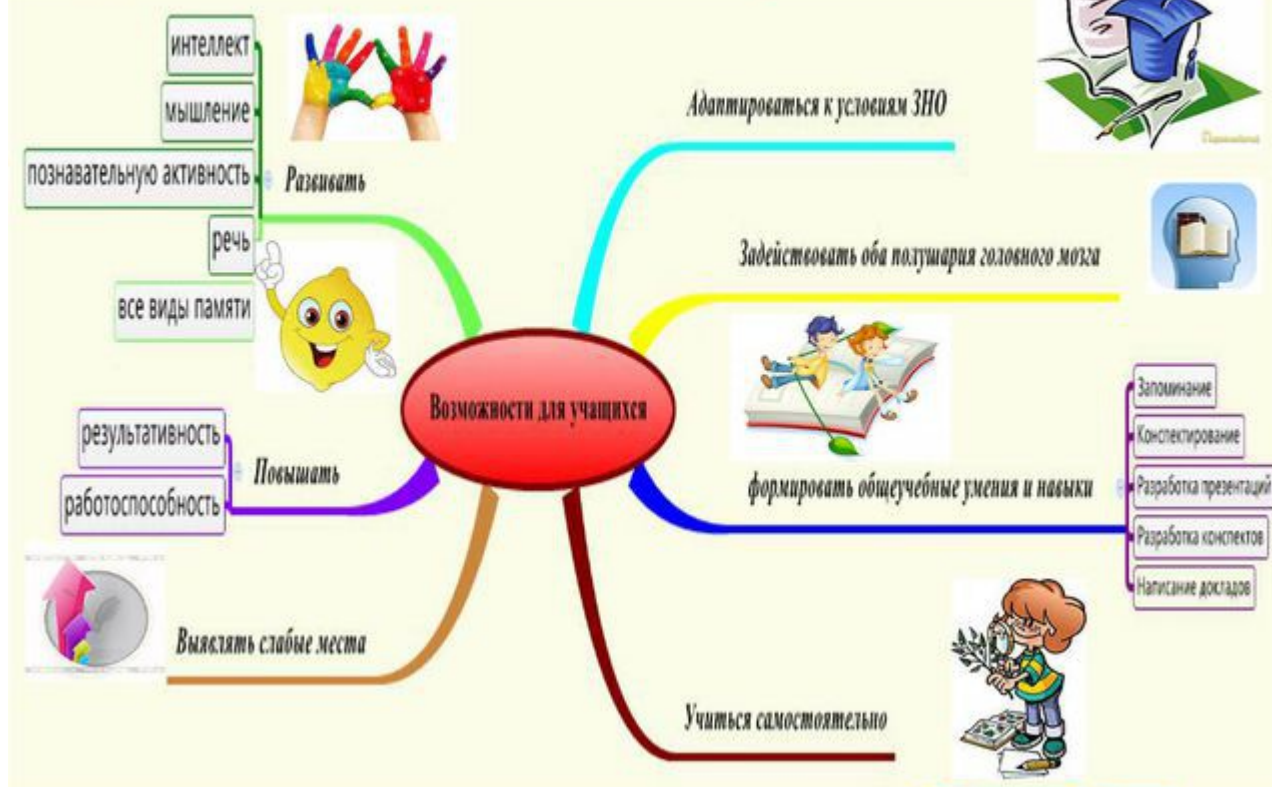 интеллект
мышление
познавательную активность
речь
все виды памяти
Развивать
результативность
работоспособность
Повышать
Выявлять слабые места
Возможности для учащихся
Адаптироваться к условиям ЗНО
Задействовать оба полушария головного мозга
формировать общеучебные умения и навыки
Запоминание
Конспектирование
Разработка презентаций
Разработка конспектов
Написание докладов
Учиться самостоятельно